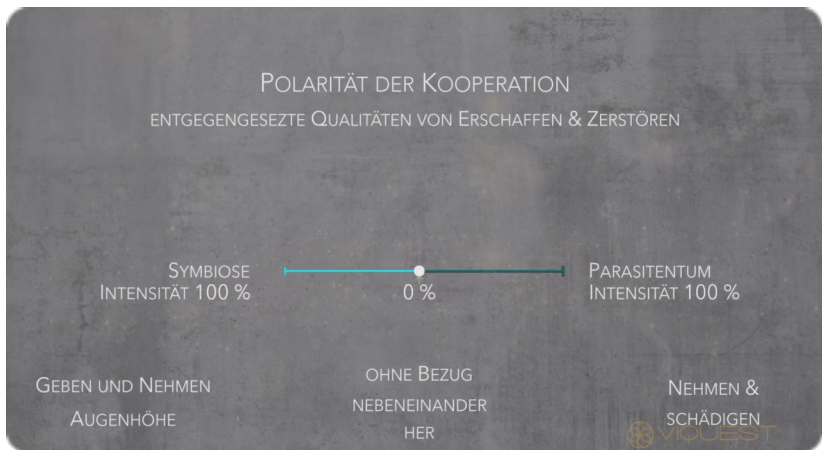 Polarität der Kooperation
entgegengesezte Qualitäten von Erschaffen & Zerstören
Symbiose
Intensität 100 %
0 %
Parasitentum
Intensität 100 %
Geben und Nehmen
Augenhöhe
ohne Bezug
nebeneinander
her
Nehmen &
schädigen
VIQUEST